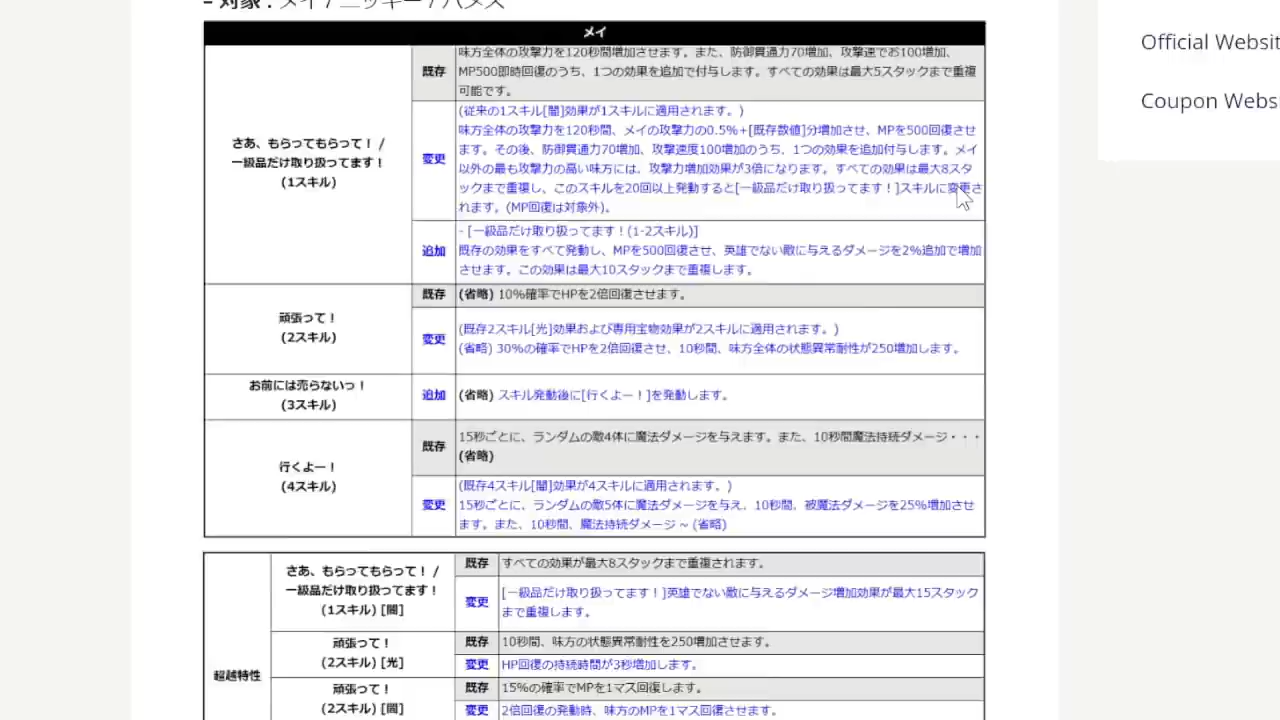 – 対象 : メイ / ニッキー / ハメス
メイ
さあ、もらってもらって！ /
一級品だけ取り扱ってます！
(1スキル)
既存
味方全体の攻撃力を120秒間増加させます。また、防御貫通力70増加、攻撃速でお100増加、
MP500即時回復のうち、1つの効果を追加で付与します。すべての効果は最大5スタックまで重複
可能です。
変更
(従来の1スキル[闇]効果が1スキルに適用されます。)
味方全体の攻撃力を120秒間、メイの攻撃力の0.5%+[既存数値]分増加させ、MPを500回復させ
ます。その後、防御貫通力70増加、攻撃速度100増加のうち、1つの効果を追加付与します。メイ
以外の最も攻撃力の高い味方には、攻撃力増加効果が3倍になります。すべての効果は最大8スタ
ックまで重複し、このスキルを20回以上発動すると[一級品だけ取り扱ってます！]スキルに変更さ
れます。(MP回復は対象外)。
追加
- [一級品だけ取り扱ってます！(1-2スキル)]
既存の効果をすべて発動し、MPを500回復させ、英雄でない敵に与えるダメージを2%追加で増加
させます。この効果は最大10スタックまで重複します。
頑張って！
(2スキル)
既存
(省略) 10%確率でHPを2倍回復させます。
変更
(既存2スキル[光]効果および専用宝物効果が2スキルに適用されます。)
(省略) 30%の確率でHPを2倍回復させ、10秒間、味方全体の状態異常耐性が250増加します。
お前には売らないっ！
(3スキル)
追加
(省略) スキル発動後に[行くよー！]を発動します。
行くよー！
(4スキル)
既存
15秒ごとに、ランダムの敵4体に魔法ダメージを与えます。また、10秒間魔法持続ダメージ・・・
(省略)
変更
(既存4スキル[闇]効果が4スキルに適用されます。)
15秒ごとに、ランダムの敵5体に魔法ダメージを与え、10秒間、被魔法ダメージを25%増加させ
ます。また、10秒間、魔法持続ダメージ ~ (省略)
超越特性
さあ、もらってもらって！ /
一級品だけ取り扱ってます！
(1スキル) [闇]
既存
すべての効果が最大8スタックまで重複されます。
変更
[一級品だけ取り扱ってます！]英雄でない敵に与えるダメージ増加効果が最大15スタック
まで重複します。
頑張って！
(2スキル) [光]
既存
10秒間、味方の状態異常耐性を250増加させます。
変更
HP回復の持続時間が3秒増加します。
頑張って！
(2スキル) [闇]
既存
15%の確率でMPを1マス回復します。
変更
2倍回復の発動時、味方のMPを1マス回復させます。
Official Websit
Coupon Websi